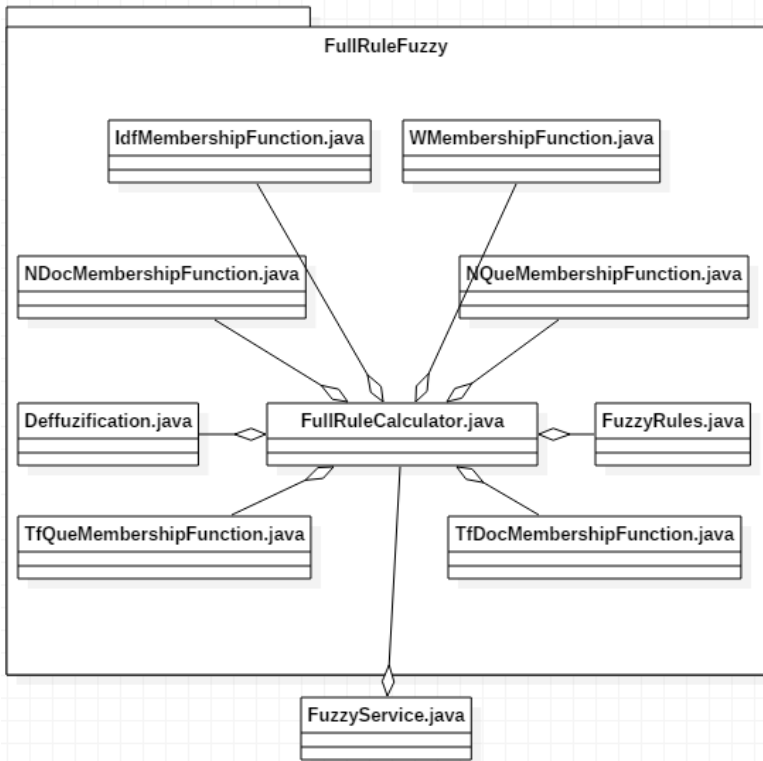 FullRuleFuzzy
IdfMembershipFunction.java
WMembershipFunction.java
NDocMembershipFunction.java
NQueMembershipFunction.java
Deffuzification.java
FullRuleCalculator.java
FuzzyRules.java
TfQueMembershipFunction.java
TfDocMembershipFunction.java
FuzzyService.java